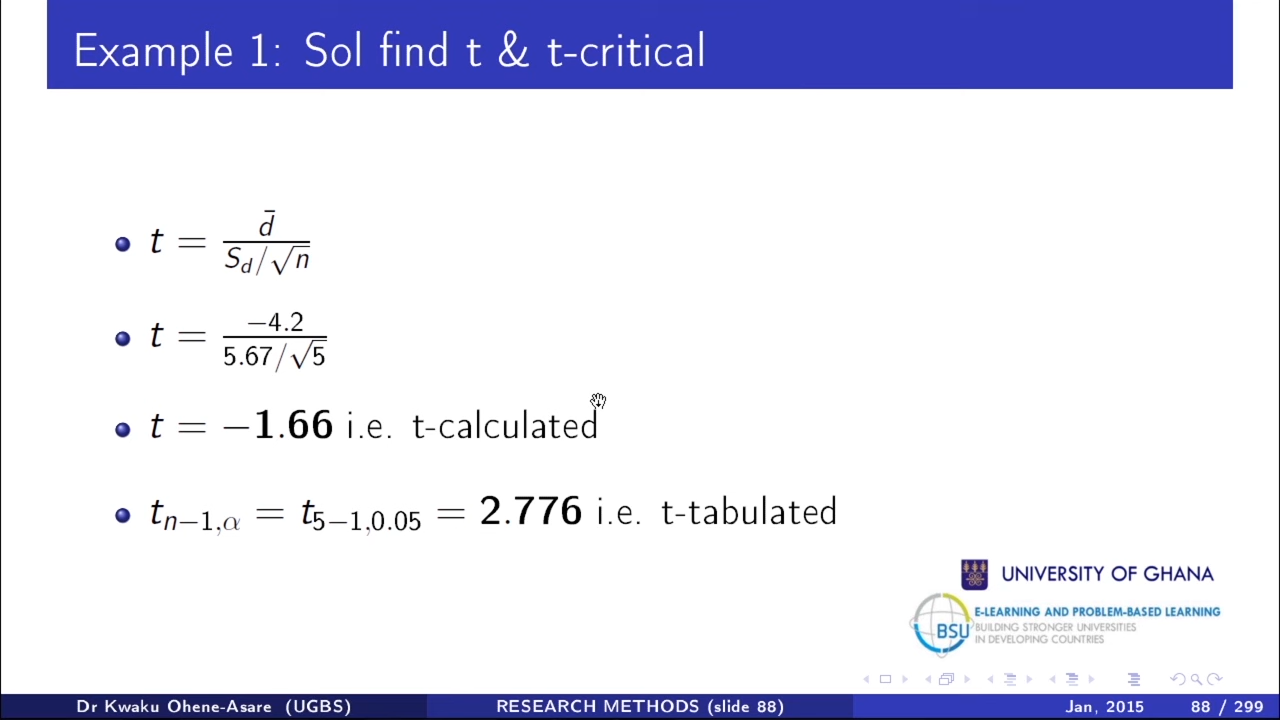 Example 1: Sol find t & t-critical
t = d̄ / (S_d/√n)
t = −4.2 / (5.67/√5)
t = −1.66 i.e. t-calculated
t_{n−1,α} = t_{5−1,0.05} = 2.776 i.e. t-tabulated
UNIVERSITY OF GHANA
E-LEARNING AND PROBLEM-BASED LEARNING
BSU
BUILDING STRONGER UNIVERSITIES
IN DEVELOPING COUNTRIES
Dr Kwaku Ohene-Asare (UGBS) RESEARCH METHODS (slide 88) Jan, 2015 88 / 299